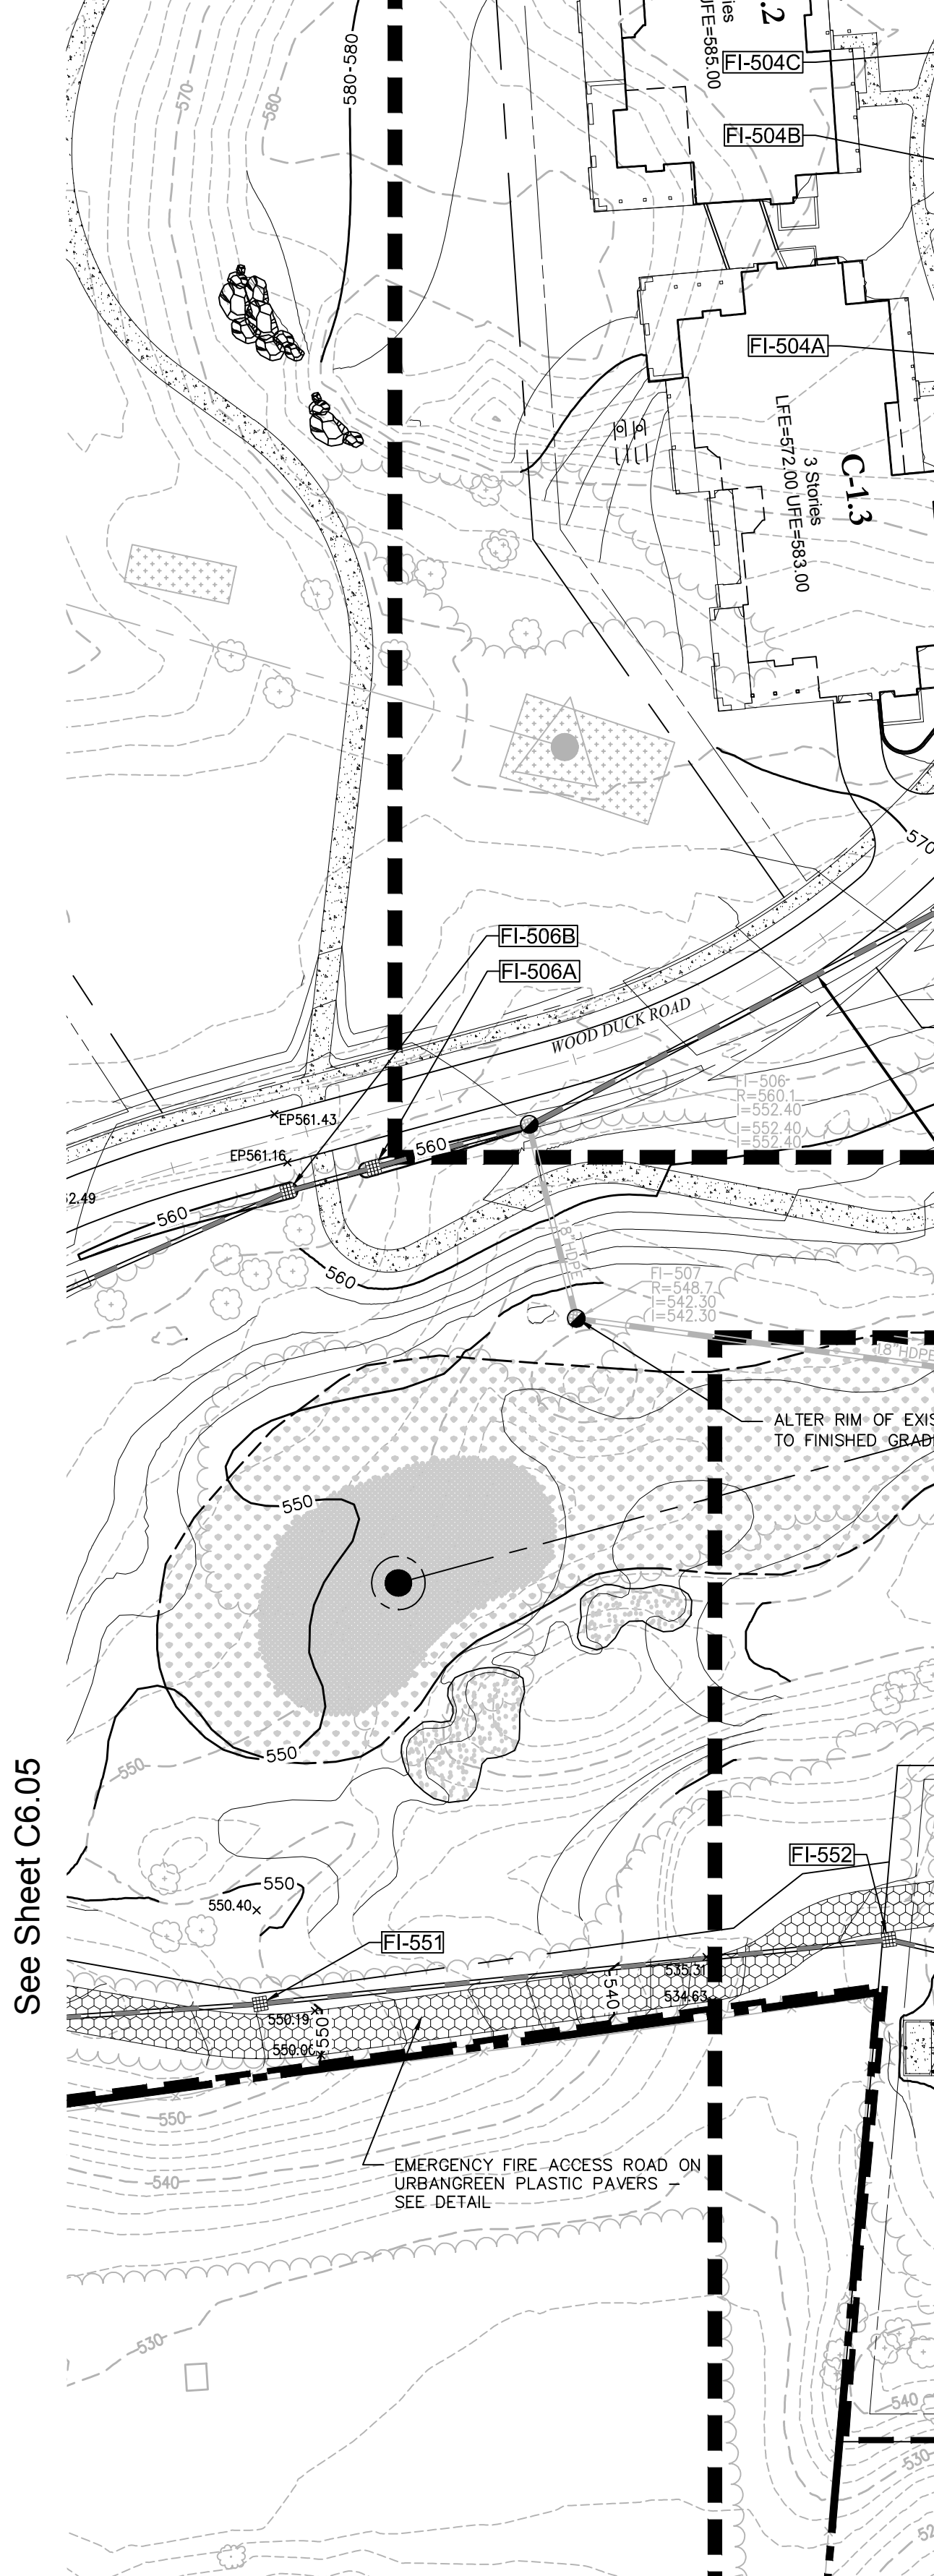 .2
ies
UFE=585.00
FI-504C
FI-504B
570
580
580-580
FI-504A
C-1.3
3 Stories
LFE=572.00 UFE=583.00
570
FI-506B
FI-506A
WOOD DUCK ROAD
FI-506
R=560.1
I=552.40
I=552.40
I=552.40
EP561.43
EP561.16
560
2.49
560
560
18"HDPE
FI-507
R=548.7
I=542.30
I=542.30
18"HDPE
ALTER RIM OF EXIS
TO FINISHED GRAD
550
550
550
See Sheet C6.05
FI-552
550
550.40
FI-551
535.31
540
534.63
550.19
550
550.00
550
EMERGENCY FIRE ACCESS ROAD ON
URBANGREEN PLASTIC PAVERS –
SEE DETAIL
540
530
540
530
52